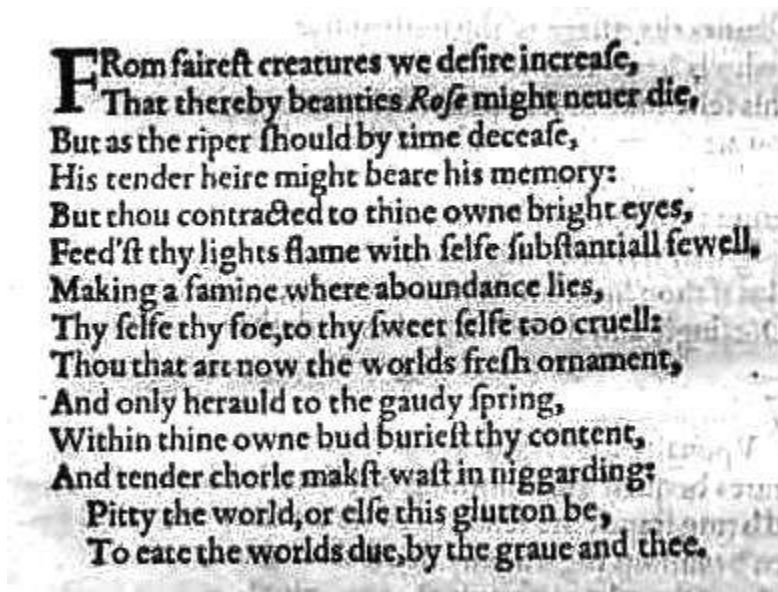 FRom faireſt creatures we deſire increaſe,
That thereby beauties Roſe might neuer die,
But as the riper ſhould by time deceaſe,
His tender heire might beare his memory:
But thou contracted to thine owne bright eyes,
Feed'ſt thy lights flame with ſelfe ſubſtantiall fewell,
Making a famine where aboundance lies,
Thy ſelfe thy foe,to thy ſweet ſelfe too cruell:
Thou that art now the worlds freſh ornament,
And only herauld to the gaudy ſpring,
Within thine owne bud burieſt thy content,
And tender chorle makſt waſt in niggarding:
Pitty the world,or elſe this glutton be,
To eate the worlds due,by the graue and thee.